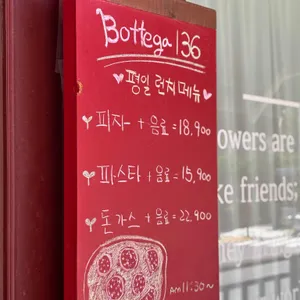 Bottega 136
♥ 평일 런치 메뉴 ♥
피자 + 음료 = 18,900
파스타 + 음료 = 15,900
돈가스 + 음료 = 22,900
AM 11:30~
owers are
ke friends;